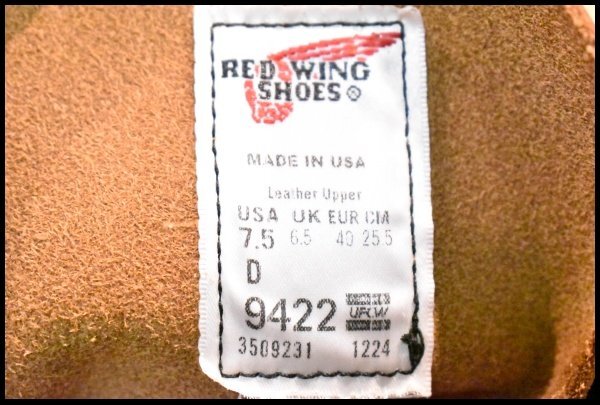 RED WING
SHOES®
MADE IN USA
Leather Upper
USA UK EUR CM
7.5 6.5 40 25.5
D
9422 UFCW
3509231 1224